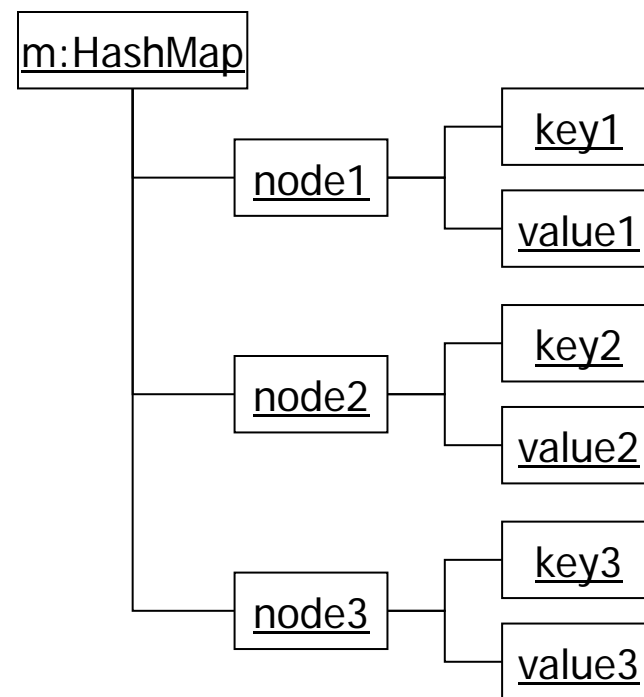 m:HashMap
key1
node1
value1
key2
node2
value2
key3
node3
value3